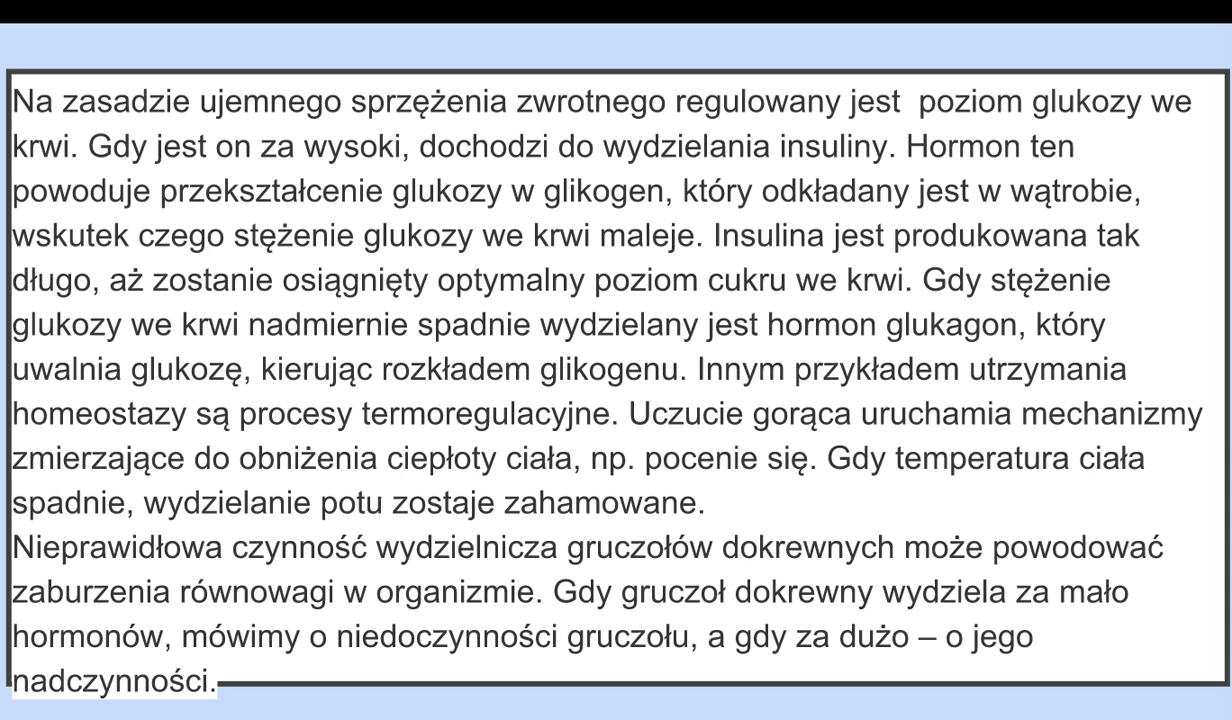 Na zasadzie ujemnego sprzężenia zwrotnego regulowany jest  poziom glukozy we
krwi. Gdy jest on za wysoki, dochodzi do wydzielania insuliny. Hormon ten
powoduje przekształcenie glukozy w glikogen, który odkładany jest w wątrobie,
wskutek czego stężenie glukozy we krwi maleje. Insulina jest produkowana tak
długo, aż zostanie osiągnięty optymalny poziom cukru we krwi. Gdy stężenie
glukozy we krwi nadmiernie spadnie wydzielany jest hormon glukagon, który
uwalnia glukozę, kierując rozkładem glikogenu. Innym przykładem utrzymania
homeostazy są procesy termoregulacyjne. Uczucie gorąca uruchamia mechanizmy
zmierzające do obniżenia ciepłoty ciała, np. pocenie się. Gdy temperatura ciała
spadnie, wydzielanie potu zostaje zahamowane.
Nieprawidłowa czynność wydzielnicza gruczołów dokrewnych może powodować
zaburzenia równowagi w organizmie. Gdy gruczoł dokrewny wydziela za mało
hormonów, mówimy o niedoczynności gruczołu, a gdy za dużo – o jego
nadczynności.